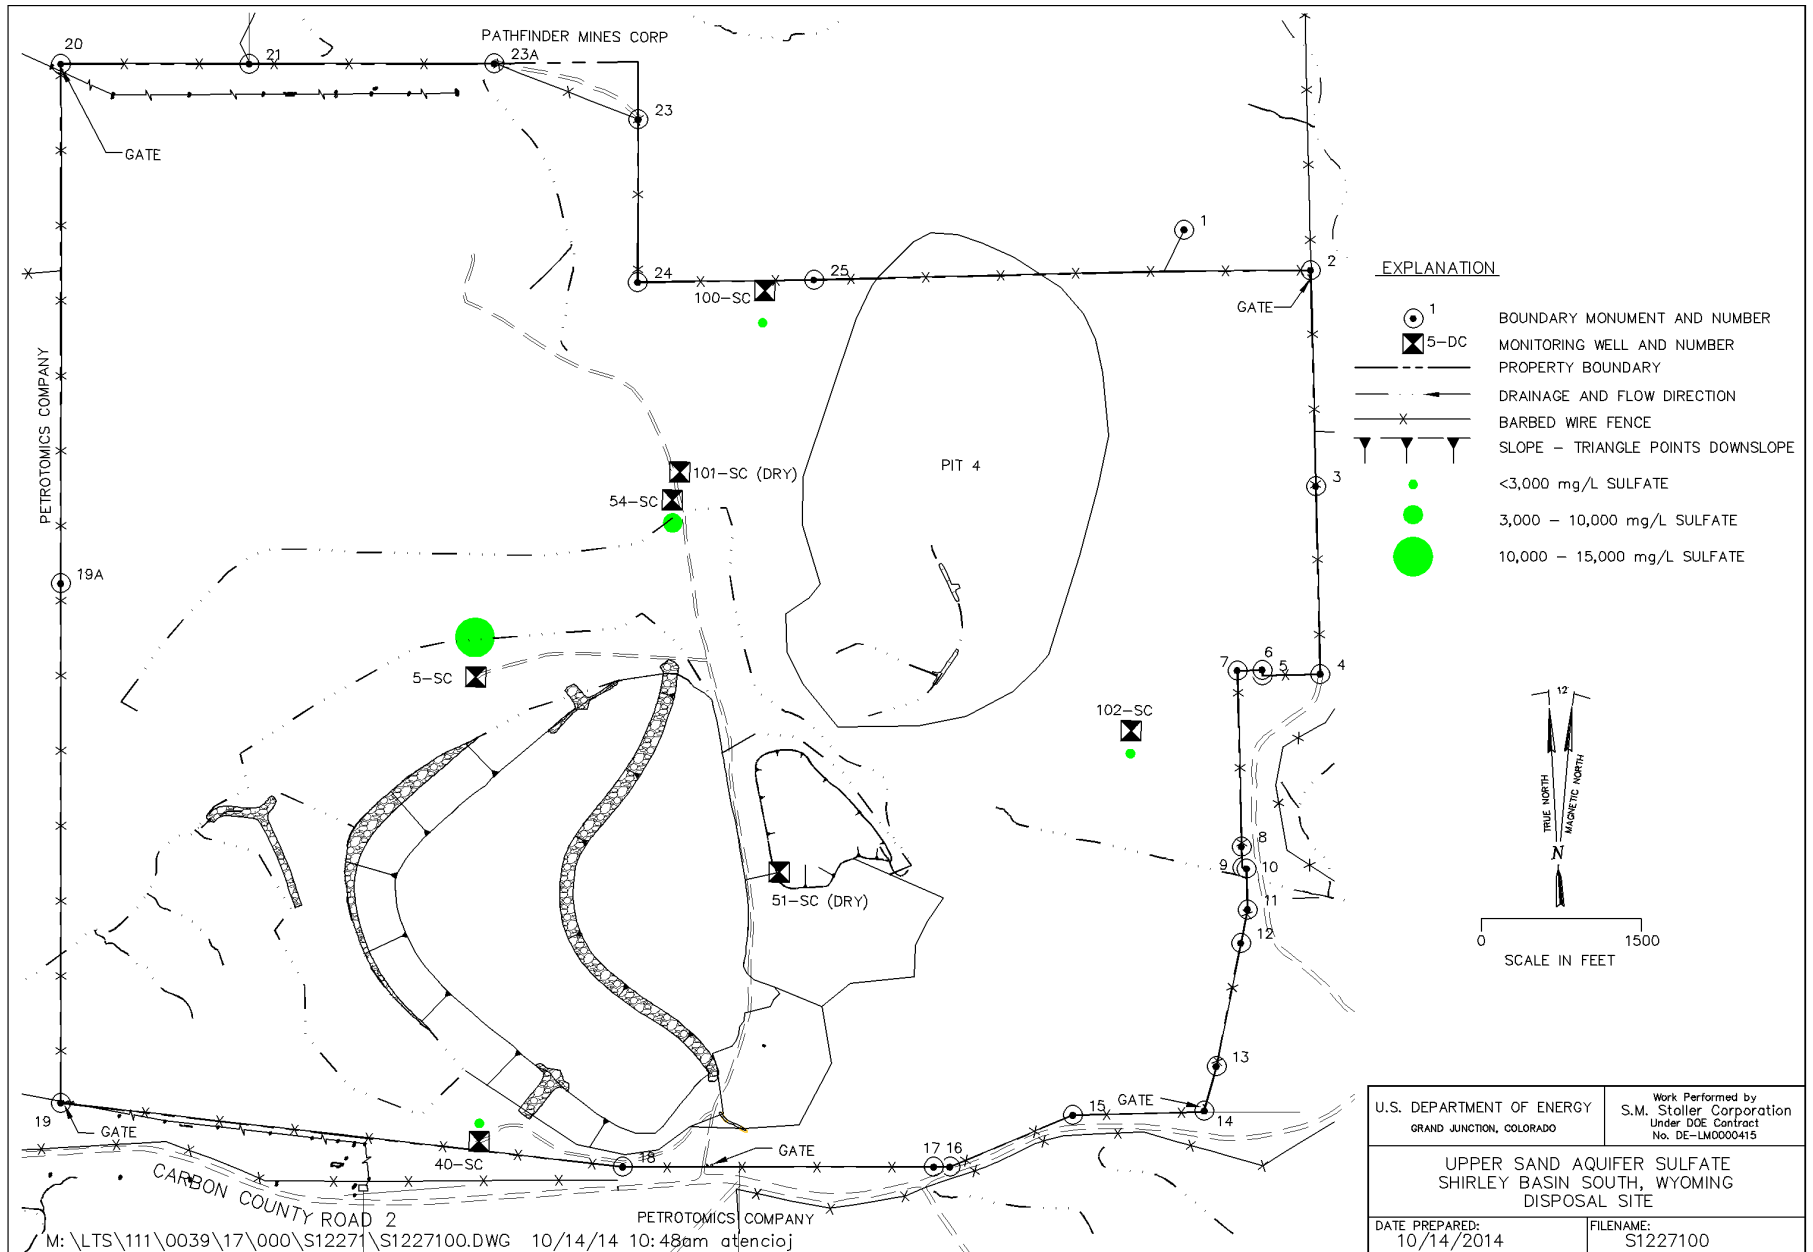 20
21
23A
PATHFINDER MINES CORP
23
GATE
1
24
25
2
100-SC
GATE
PETROTOMICS COMPANY
101-SC (DRY)
54-SC
PIT 4
3
19A
5-SC
7
6
5
4
102-SC
8
9
10
11
12
51-SC (DRY)
13
GATE
14
15
19
GATE
40-SC
18
GATE
17
16
CARBON COUNTY ROAD 2
PETROTOMICS COMPANY
M:\LTS\111\0039\17\000\S12271\S1227100.DWG 10/14/14 10:48am atencioj
EXPLANATION
1
BOUNDARY MONUMENT AND NUMBER
5-DC
MONITORING WELL AND NUMBER
PROPERTY BOUNDARY
DRAINAGE AND FLOW DIRECTION
BARBED WIRE FENCE
SLOPE - TRIANGLE POINTS DOWNSLOPE
<3,000 mg/L SULFATE
3,000 - 10,000 mg/L SULFATE
10,000 - 15,000 mg/L SULFATE
12°
TRUE NORTH
MAGNETIC NORTH
N
0
1500
SCALE IN FEET
U.S. DEPARTMENT OF ENERGY
GRAND JUNCTION, COLORADO
Work Performed by
S.M. Stoller Corporation
Under DOE Contract
No. DE-LM0000415
UPPER SAND AQUIFER SULFATE
SHIRLEY BASIN SOUTH, WYOMING
DISPOSAL SITE
DATE PREPARED:
10/14/2014
FILENAME:
S1227100